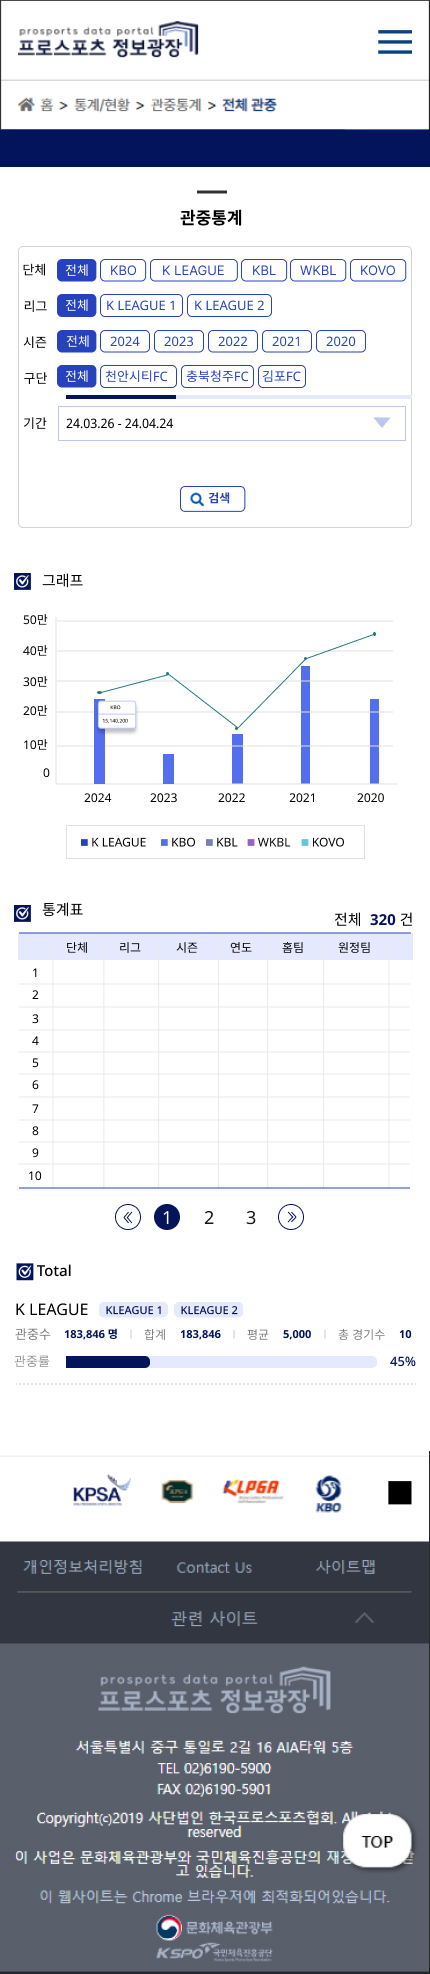 prosports data portal
프로스포츠 정보광장
홈 > 통계/현황 > 관중통계 > 전체 관중
관중통계
단체 전체 KBO K LEAGUE KBL WKBL KOVO
리그 전체 K LEAGUE 1 K LEAGUE 2
시즌 전체 2024 2023 2022 2021 2020
구단 전체 천안시티FC 충북청주FC 김포FC
기간 24.03.26 - 24.04.24
검색
그래프
50만
40만
30만
20만
10만
0
KBO
15,140,200
2024 2023 2022 2021 2020
K LEAGUE KBO KBL WKBL KOVO
통계표
전체 320 건
단체 리그 시즌 연도 홈팀 원정팀
1
2
3
4
5
6
7
8
9
10
1 2 3
Total
K LEAGUE KLEAGUE 1 KLEAGUE 2
관중수 183,846 명 합계 183,846 평균 5,000 총 경기수 10
관중률 45%
KPSA KPGA KLPGA KBO
개인정보처리방침 Contact Us 사이트맵
관련 사이트
prosports data portal
프로스포츠 정보광장
서울특별시 중구 통일로 2길 16 AIA타워 5층
TEL 02)6190-5900
FAX 02)6190-5901
Copyright(c)2019 사단법인 한국프로스포츠협회. All right
reserved
TOP
이 사업은 문화체육관광부와 국민체육진흥공단의 재정
고 있습니다.
이 웹사이트는 Chrome 브라우저에 최적화되어있습니다.
문화체육관광부
KSPO 국민체육진흥공단